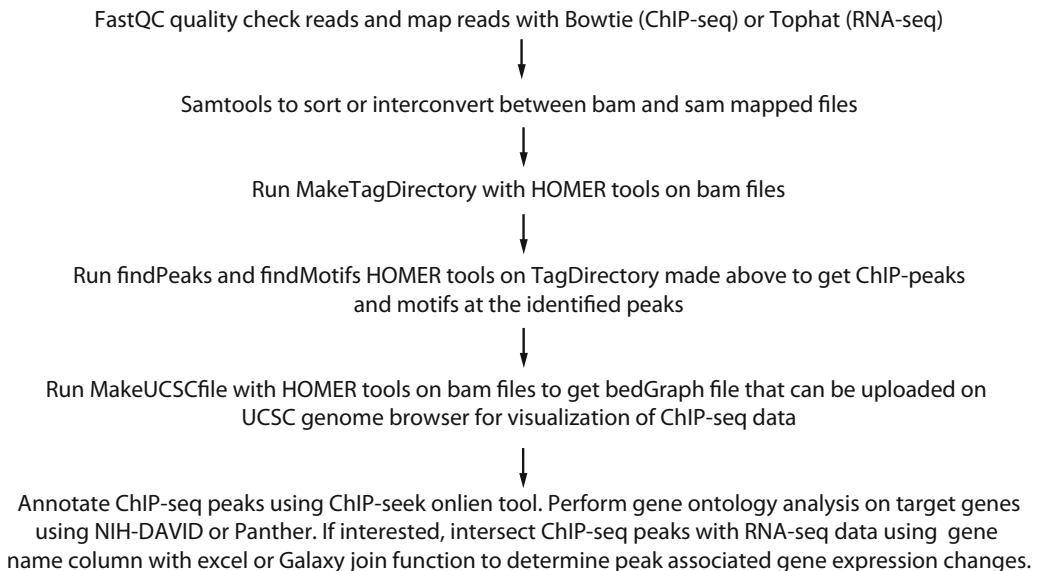 FastQC quality check reads and map reads with Bowtie (ChIP-seq) or Tophat (RNA-seq)
Samtools to sort or interconvert between bam and sam mapped files
Run MakeTagDirectory with HOMER tools on bam files
Run findPeaks and findMotifs HOMER tools on TagDirectory made above to get ChIP-peaks
and motifs at the identified peaks
Run MakeUCSCfile with HOMER tools on bam files to get bedGraph file that can be uploaded on
UCSC genome browser for visualization of ChIP-seq data
Annotate ChIP-seq peaks using ChIP-seek onlien tool. Perform gene ontology analysis on target genes
using NIH-DAVID or Panther. If interested, intersect ChIP-seq peaks with RNA-seq data using gene
name column with excel or Galaxy join function to determine peak associated gene expression changes.